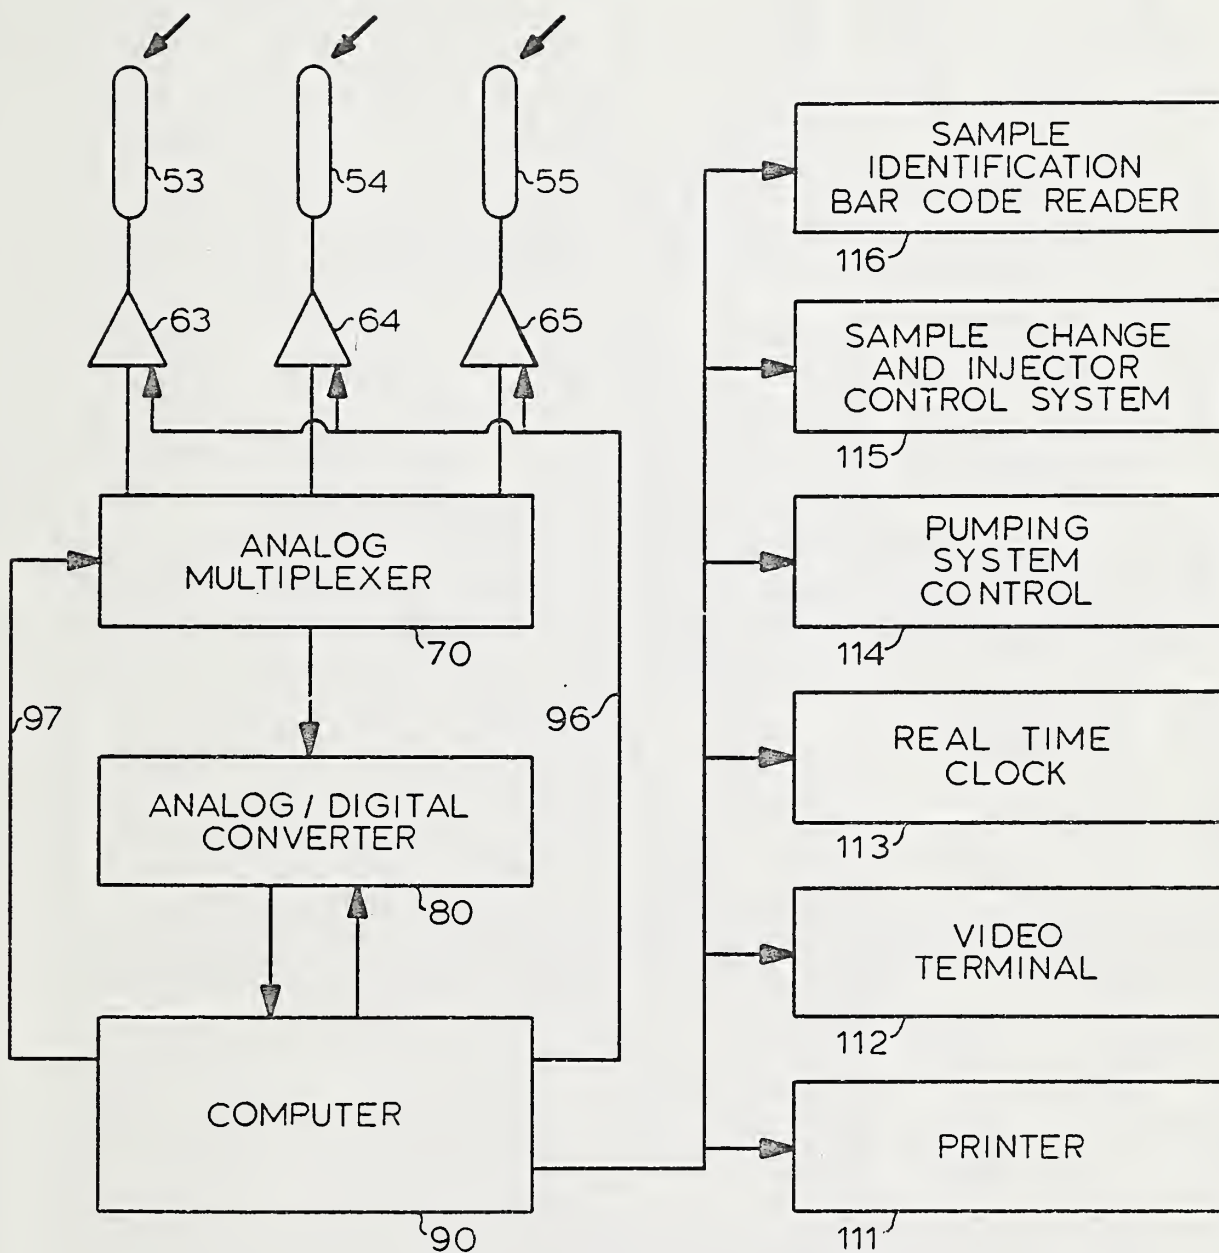 53
54
55
63
64
65
ANALOG
MULTIPLEXER
70
97
96
ANALOG / DIGITAL
CONVERTER
80
COMPUTER
90
SAMPLE
IDENTIFICATION
BAR CODE READER
116
SAMPLE CHANGE
AND INJECTOR
CONTROL SYSTEM
115
PUMPING
SYSTEM
CONTROL
114
REAL TIME
CLOCK
113
VIDEO
TERMINAL
112
PRINTER
111